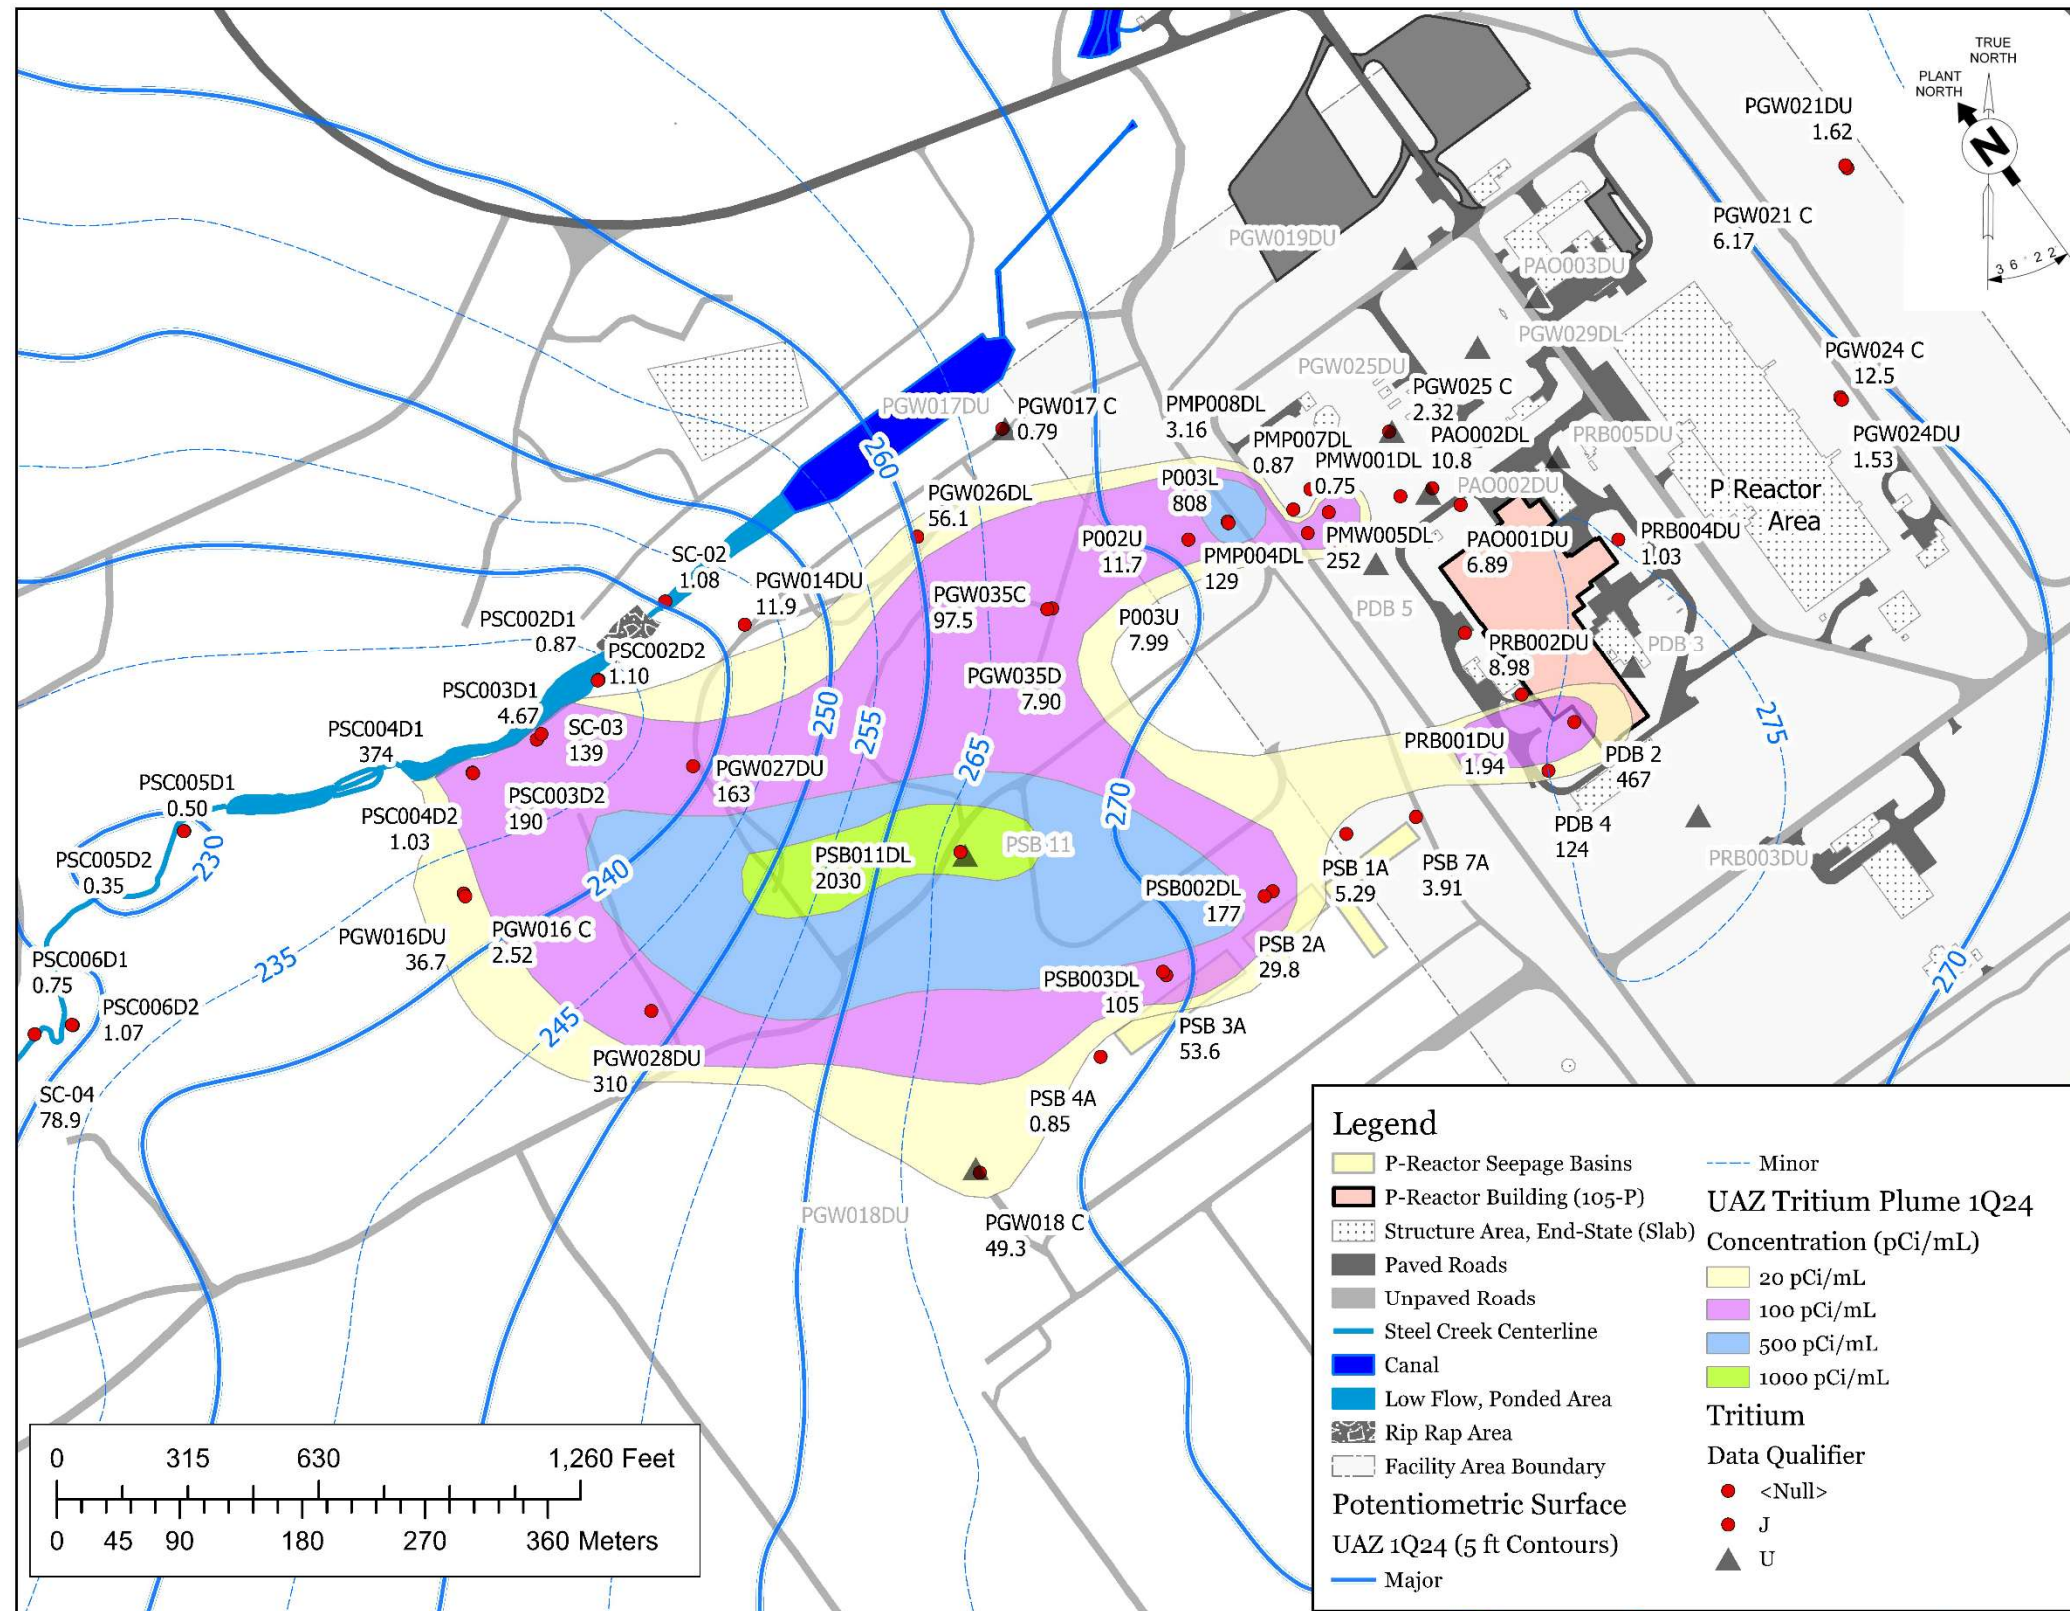 TRUE
NORTH
PLANT
NORTH
N
36°22
PGW021DU
1.62
PGW021 C
6.17
PGW019DU
PAO003DU
PGW029DL
PGW024 C
12.5
PGW024DU
1.53
PGW025DU
PGW025 C
2.32
PAO002DL
10.8
PRB005DU
PAO002DU
P Reactor
Area
PGW017DU
PGW017 C
0.79
PMP008DL
3.16
PMP007DL
0.87
PMW001DL
0.75
P003L
808
260
PGW026DL
56.1
P002U
11.7
PMP004DL
129
PMW005DL
252
PAO001DU
6.89
PRB004DU
1.03
SC-02
1.08
PGW014DU
11.9
PGW035C
97.5
P003U
7.99
PDB 5
PSC002D1
0.87
PSC002D2
1.10
PGW035D
7.90
PRB002DU
8.98
PDB 3
PSC003D1
4.67
SC-03
139
250
255
265
270
275
PSC004D1
374
PGW027DU
163
PRB001DU
1.94
PDB 2
467
PSC005D1
0.50
PSC003D2
190
PSC004D2
1.03
PSB011DL
2030
PSB 11
PDB 4
124
PRB003DU
PSC005D2
0.35
230
240
PSB 1A
5.29
PSB 7A
3.91
PSB002DL
177
PGW016DU
36.7
PGW016 C
2.52
PSB 2A
29.8
235
PSC006D1
0.75
PSB003DL
105
270
PSC006D2
1.07
245
PSB 3A
53.6
PGW028DU
310
SC-04
78.9
PSB 4A
0.85
PGW018DU
PGW018 C
49.3
0 315 630 1,260 Feet
0 45 90 180 270 360 Meters
Legend
P-Reactor Seepage Basins
P-Reactor Building (105-P)
Structure Area, End-State (Slab)
Paved Roads
Unpaved Roads
Steel Creek Centerline
Canal
Low Flow, Ponded Area
Rip Rap Area
Facility Area Boundary
Potentiometric Surface
UAZ 1Q24 (5 ft Contours)
Major
Minor
UAZ Tritium Plume 1Q24
Concentration (pCi/mL)
20 pCi/mL
100 pCi/mL
500 pCi/mL
1000 pCi/mL
Tritium
Data Qualifier
<Null>
J
U